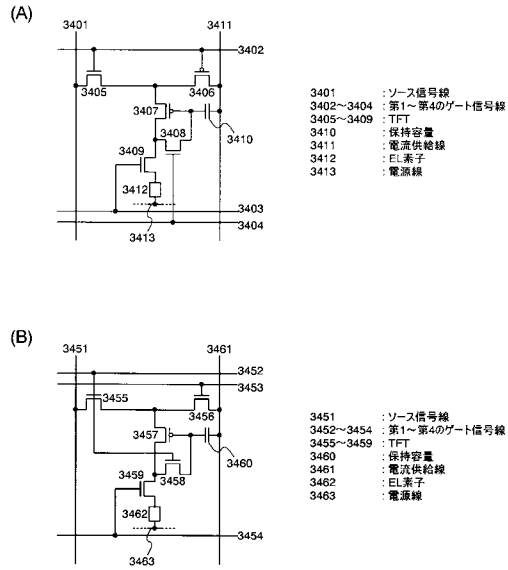 (A)
3401
3411
3402
3405
3406
3407
3408
3410
3409
3412
3403
3413
3404
3401 : ソース信号線
3402～3404 : 第1～第4のゲート信号線
3405～3409 : TFT
3410 : 保持容量
3411 : 電流供給線
3412 : EL素子
3413 : 電源線
(B)
3451
3461
3452
3453
3455
3456
3457
3460
3459
3458
3462
3454
3463
3451 : ソース信号線
3452～3454 : 第1～第4のゲート信号線
3455～3459 : TFT
3460 : 保持容量
3461 : 電流供給線
3462 : EL素子
3463 : 電源線